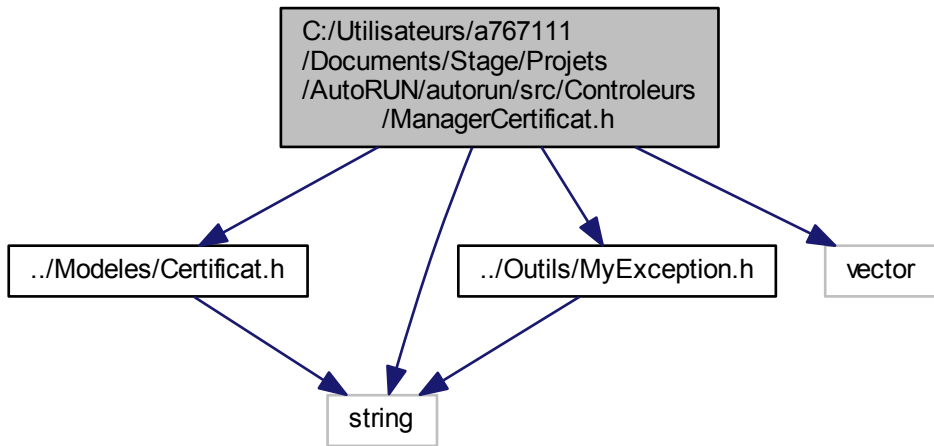 C:/Utilisateurs/a767111
/Documents/Stage/Projets
/AutoRUN/autorun/src/Controleurs
/ManagerCertificat.h
../Modeles/Certificat.h
../Outils/MyException.h
vector
string